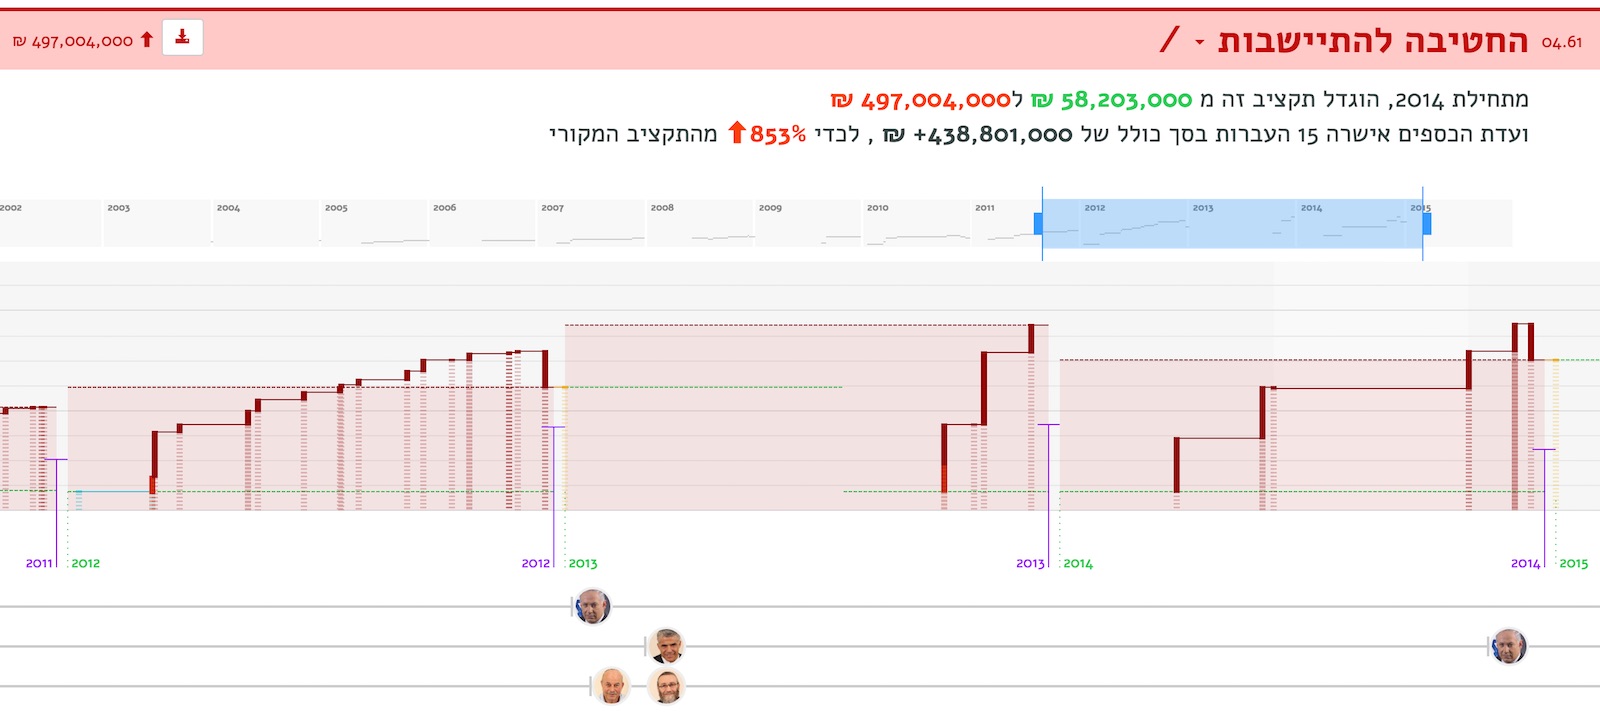 04.61 החטיבה להתיישבות /
497,004,000 ₪
מתחילת 2014, הוגדל תקציב זה מ 58,203,000 ₪ ל497,004,000 ₪
ועדת הכספים אישרה 15 העברות בסך כולל של 438,801,000+ ₪ , לכדי 853% מהתקציב המקורי
2002 2003 2004 2005 2006 2007 2008 2009 2010 2011 2012 2013 2014 2015
2011 2012 2012 2013 2013 2014 2014 2015